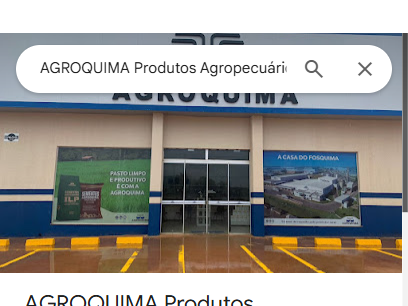 AGROQUIMA Produtos Agropecuári
AGROQUIMA
PASTO LIMPO
E PRODUTIVO
É COM A
AGROQUIMA
A CASA DO FOSQUIMA
AGROQUIMA Produtos